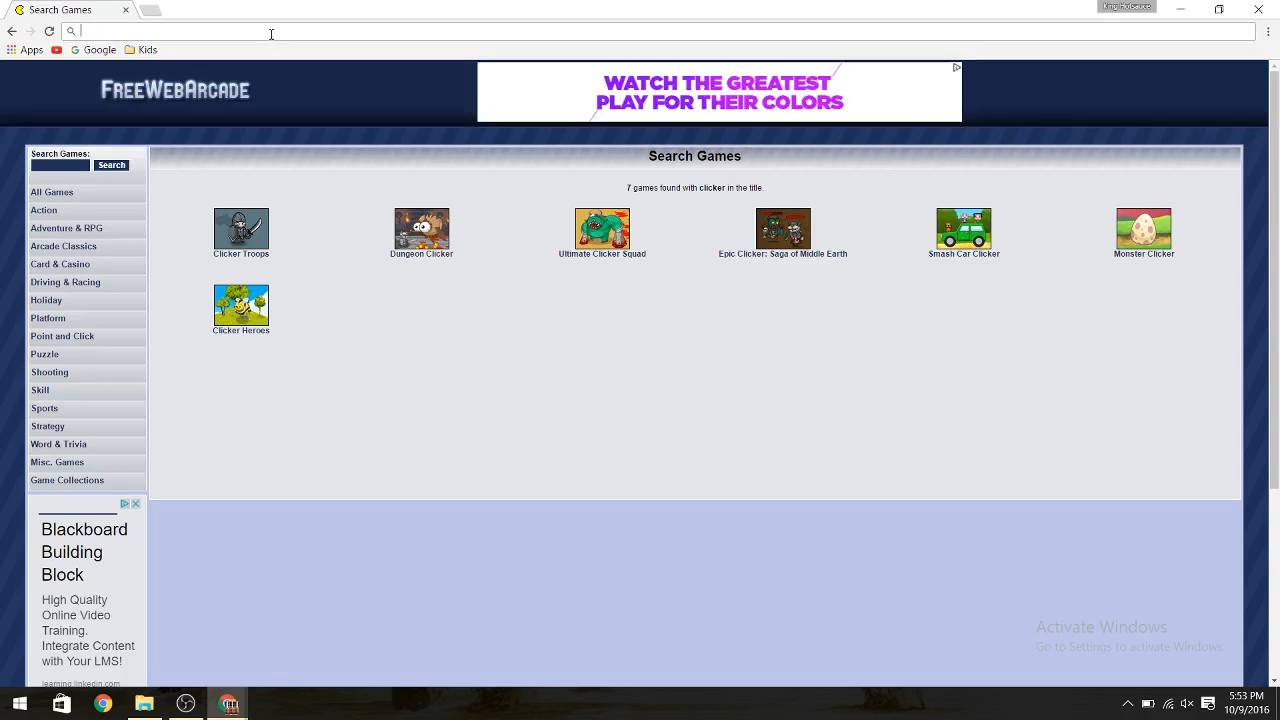 Search Games
King Hotsauce
Apps
Google
Kids
FreeWebArcade
WATCH THE GREATEST
PLAY FOR THEIR COLORS
Search Games:
Search
All Games
Action
Adventure & RPG
Arcade Classics
Card & Casino
Driving & Racing
Holiday
Platform
Point and Click
Puzzle
Shooting
Skill
Sports
Strategy
Word & Trivia
Misc. Games
Game Collections
Search Games
7 games found with clicker in the title.
Clicker Troops
Dungeon Clicker
Ultimate Clicker Squad
Epic Clicker: Saga of Middle Earth
Smash Car Clicker
Monster Clicker
Clicker Heroes
Blackboard
Building
Block
High Quality
Online Video
Training.
Integrate Content
with Your LMS!
learning.linkedin.com
Activate Windows
Go to Settings to activate Windows.
5:53 PM
10/9/2016